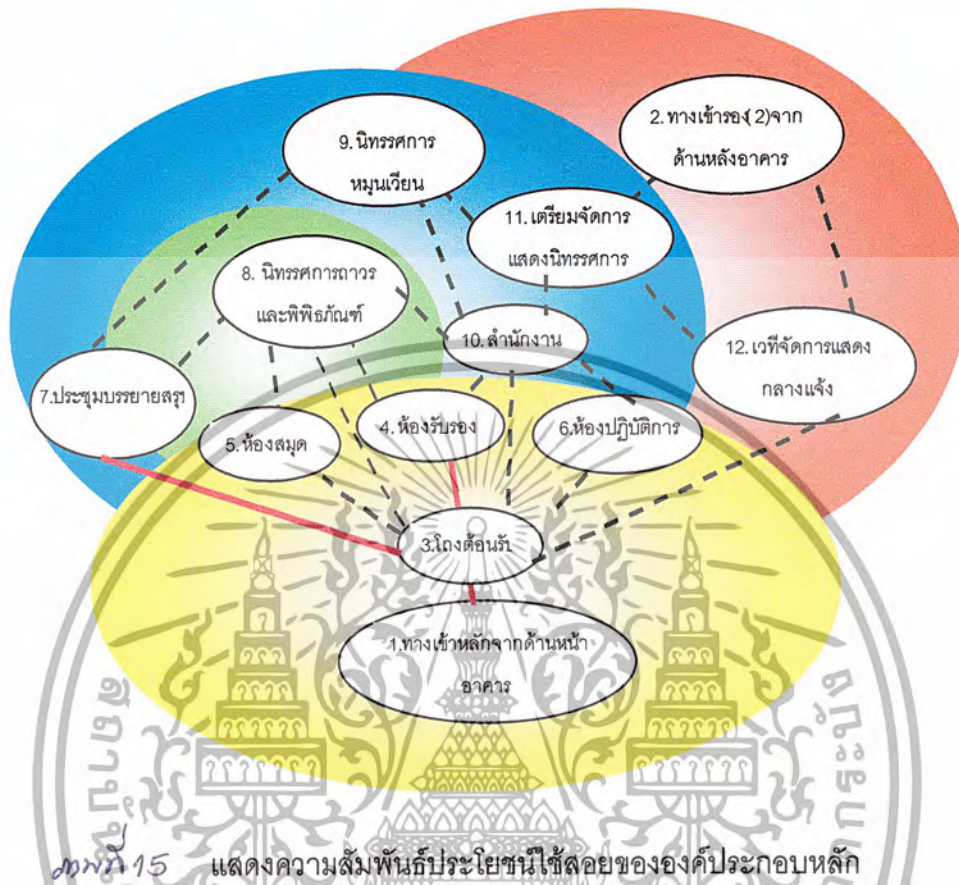 2.ทางเข้ารอง(2)จาก
ด้านหลังอาคาร
9.นิทรรศการ
หมุนเวียน
11.เตรียมจัดการ
แสดงนิทรรศการ
8. นิทรรศการถาวร
และพิพิธภัณฑ์
10.สำนักงาน
12.เวทีจัดการแสดง
กลางแจ้ง
7.ประชุมบรรยายสรุป
4.ห้องรับรอง
5.ห้องสมุด
6.ห้องปฏิบัติการ
3.โถงต้อนรับ
1.ทางเข้าหลักจากด้านหน้า
อาคาร
ภาพที่ 15 แสดงความสัมพันธ์ประโยชน์ใช้สอยขององค์ประกอบหลัก